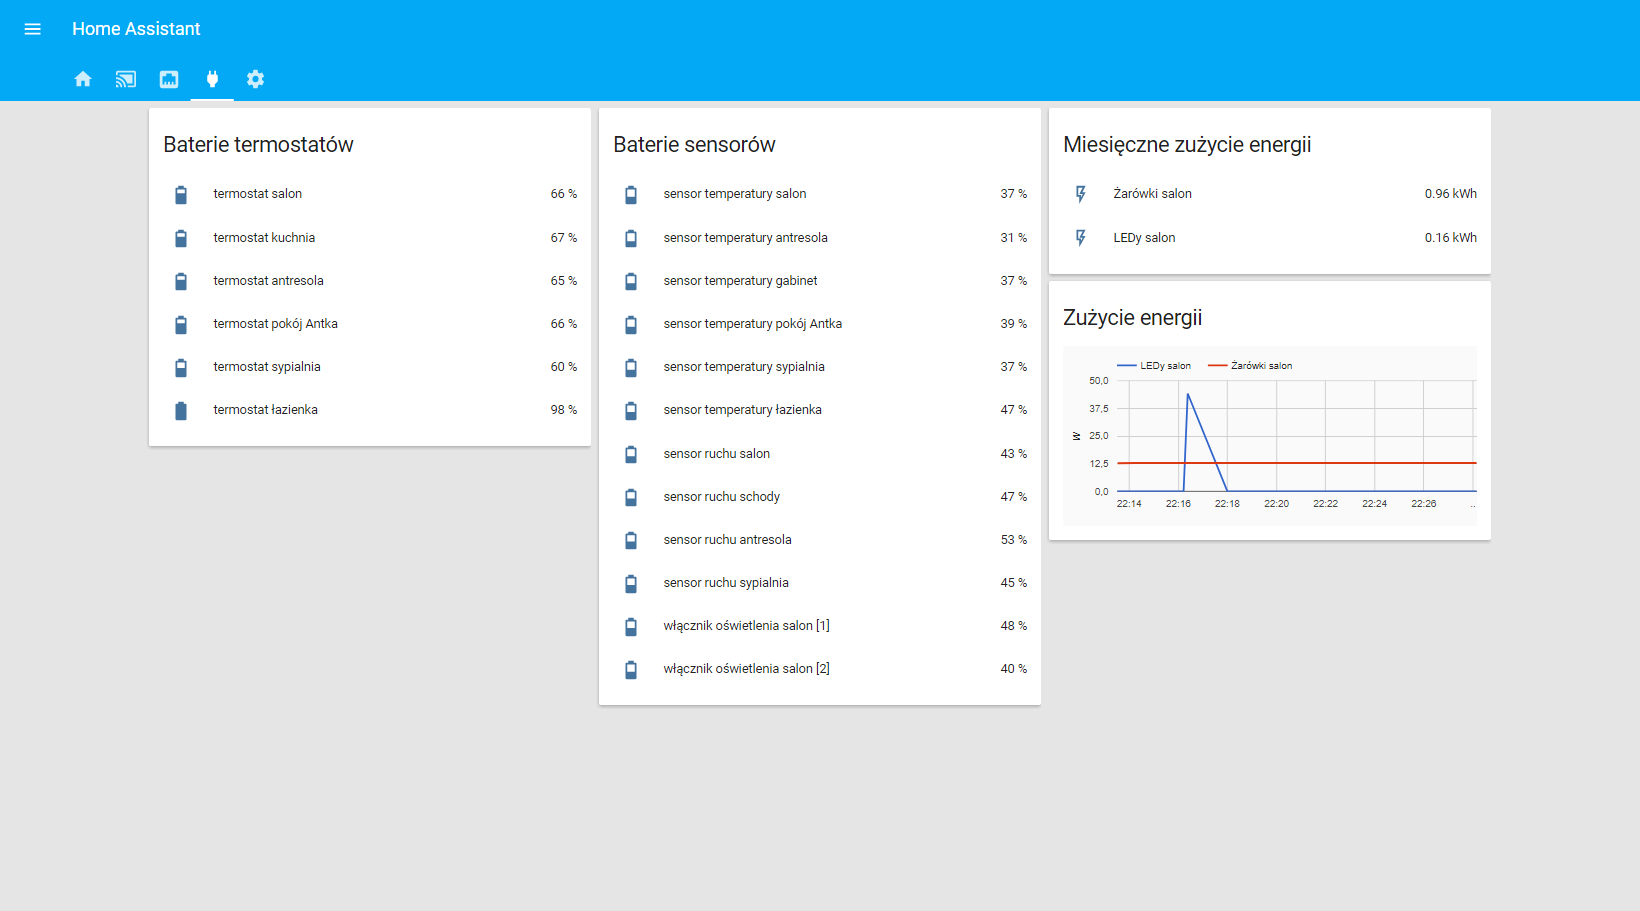 Home Assistant
Baterie termostatów
termostat salon 66 %
termostat kuchnia 67 %
termostat antresola 65 %
termostat pokój Antka 66 %
termostat sypialnia 60 %
termostat łazienka 98 %
Baterie sensorów
sensor temperatury salon 37 %
sensor temperatury antresola 31 %
sensor temperatury gabinet 37 %
sensor temperatury pokój Antka 39 %
sensor temperatury sypialnia 37 %
sensor temperatury łazienka 47 %
sensor ruchu salon 43 %
sensor ruchu schody 47 %
sensor ruchu antresola 53 %
sensor ruchu sypialnia 45 %
włącznik oświetlenia salon [1] 48 %
włącznik oświetlenia salon [2] 40 %
Miesięczne zużycie energii
Żarówki salon 0.96 kWh
LEDy salon 0.16 kWh
Zużycie energii
LEDy salon Żarówki salon
50,0
37,5
25,0
12,5
0,0
W
22:14 22:16 22:18 22:20 22:22 22:24 22:26 ..